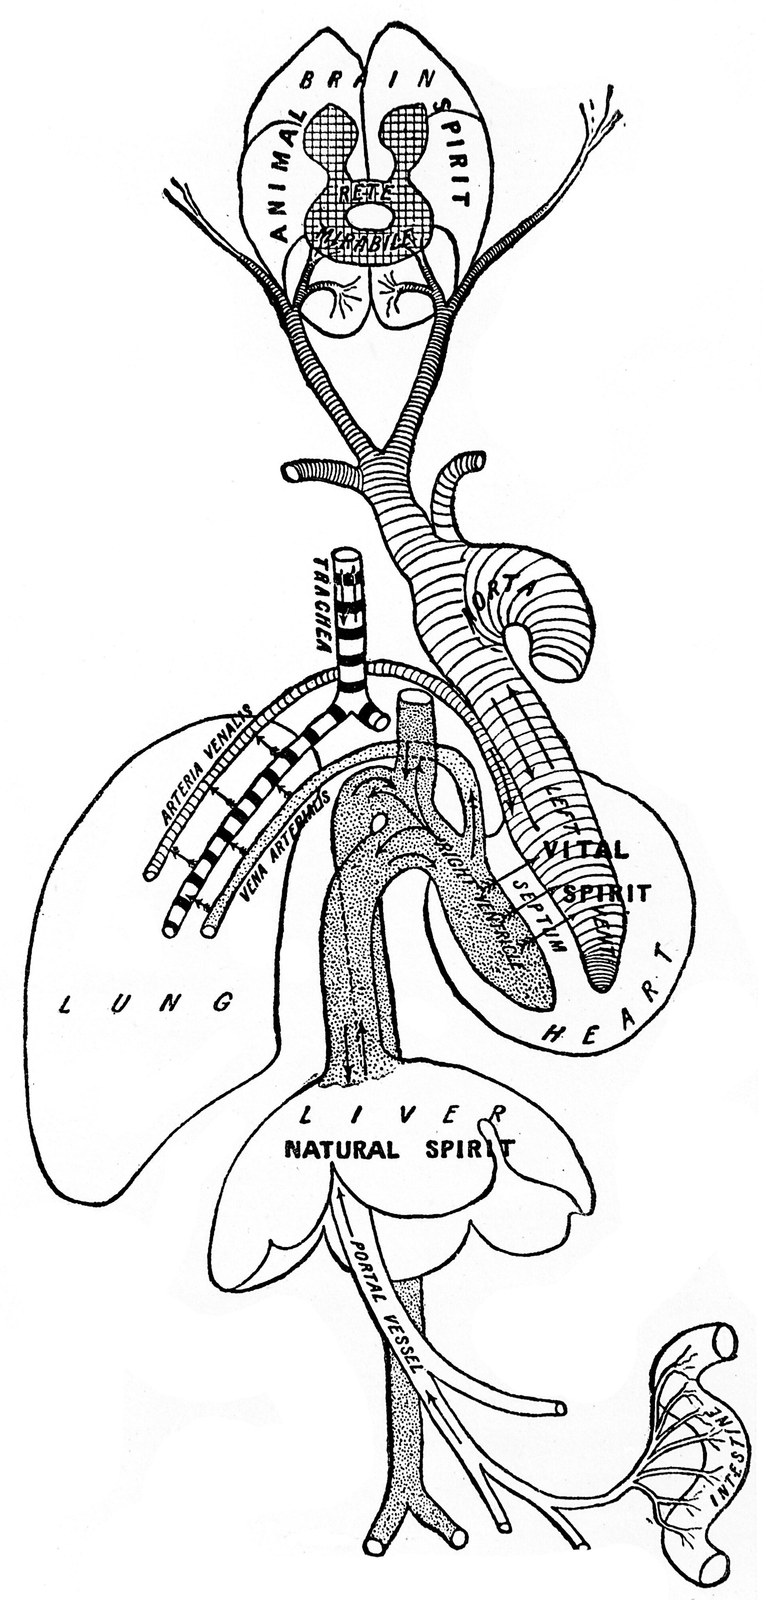 BRAIN
ANIMAL SPIRIT
RETE
MIRABILE
AORTA
TRACHEA
ARTERIA VENALIS
VENA ARTERIALIS
LEFT VENT
VITAL
SPIRIT
RIGHT VENTRICLE
SEPTUM
HEART
LUNG
LIVER
NATURAL SPIRIT
PORTAL VESSEL
INTESTINE